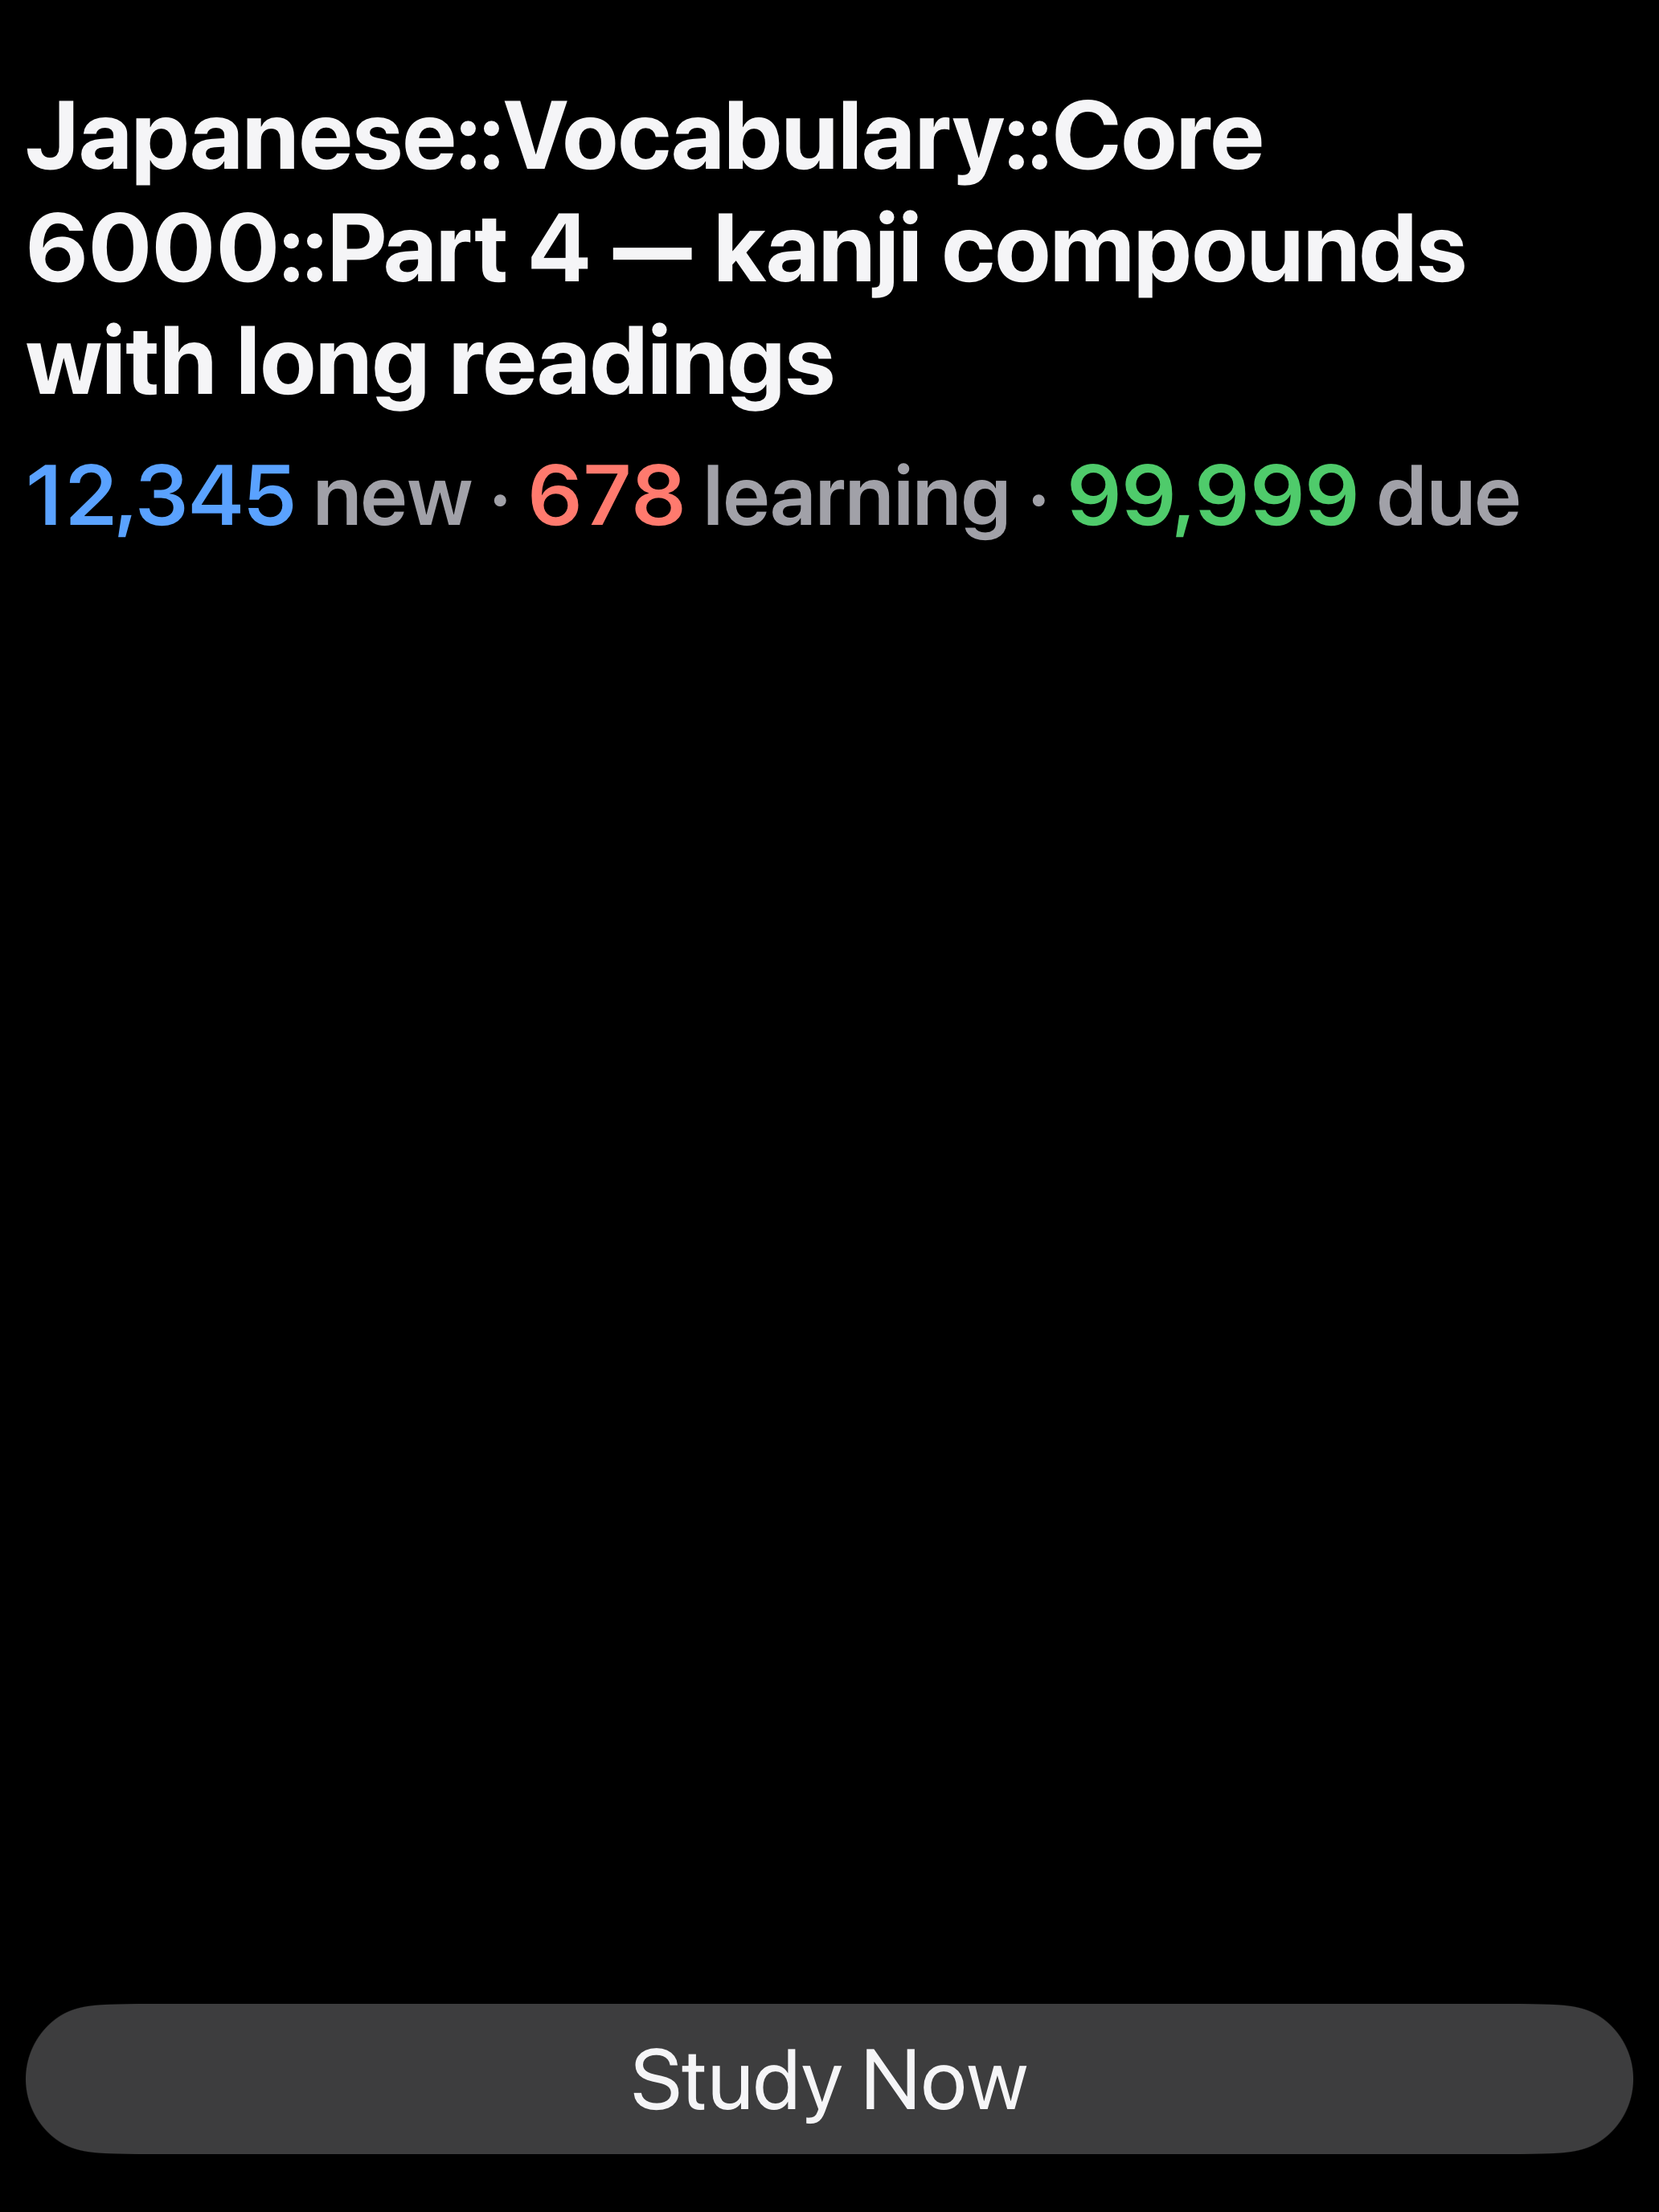 Japanese::Vocabulary::Core
6000::Part 4 — kanji compounds
with long readings
12,345 new · 678 learning · 99,999 due
Study Now